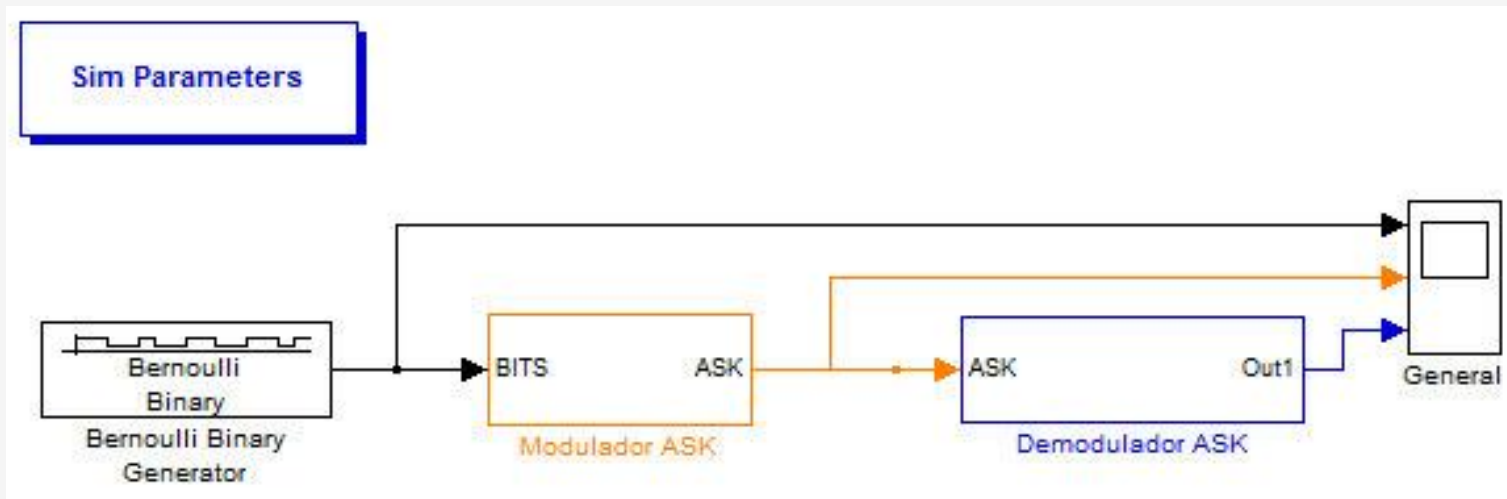 Sim Parameters
Bernoulli
Binary
Bernoulli Binary
Generator
BITS
ASK
Modulador ASK
ASK
Out1
Demodulador ASK
General